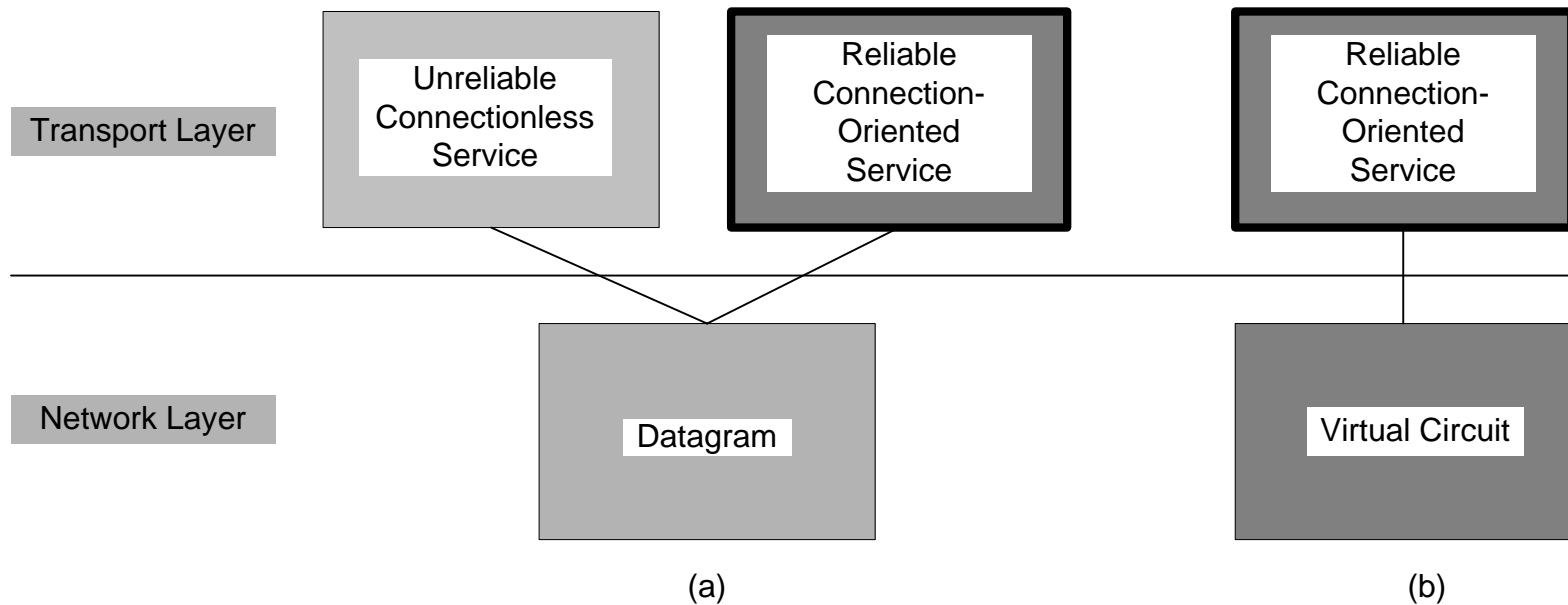 Transport Layer
Unreliable
Connectionless
Service
Reliable
Connection-
Oriented
Service
Reliable
Connection-
Oriented
Service
Network Layer
Datagram
Virtual Circuit
(a)
(b)